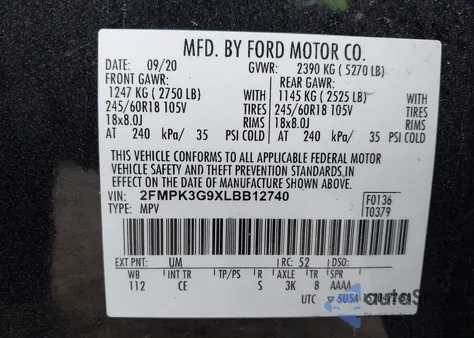 MFD. BY FORD MOTOR CO.
DATE: 09/20 GVWR: 2390 KG ( 5270 LB)
FRONT GAWR: REAR GAWR:
1247 KG ( 2750 LB) WITH 1145 KG ( 2525 LB) WITH
245/60R18 105V TIRES 245/60R18 105V TIRES
18x8.0J RIMS 18x8.0J RIMS
AT 240 kPa/ 35 PSI COLD AT 240 kPa/ 35 PSI COLD
THIS VEHICLE CONFORMS TO ALL APPLICABLE FEDERAL MOTOR
VEHICLE SAFETY AND THEFT PREVENTION STANDARDS IN
EFFECT ON THE DATE OF MANUFACTURE SHOWN ABOVE.
VIN: 2FMPK3G9XLBB12740 F0136
TYPE: MPV T0379
EXT PNT: UM RC: 52 DSO:
WB INT TR TP/PS R AXLE TR SPR
112 CE S 3K 8 AAAA
UTC